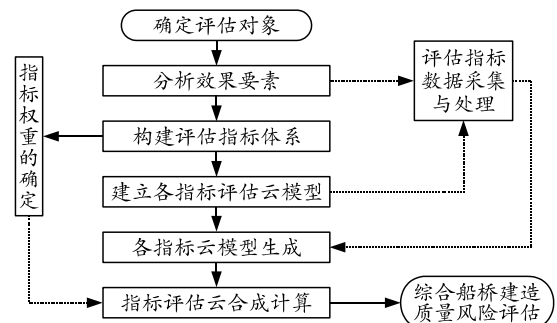 确定评估对象
分析效果要素
构建评估指标体系
建立各指标评估云模型
各指标云模型生成
指标评估云合成计算
指标权重的确定
评估指标
数据采集
与处理
综合船桥建造
质量风险评估